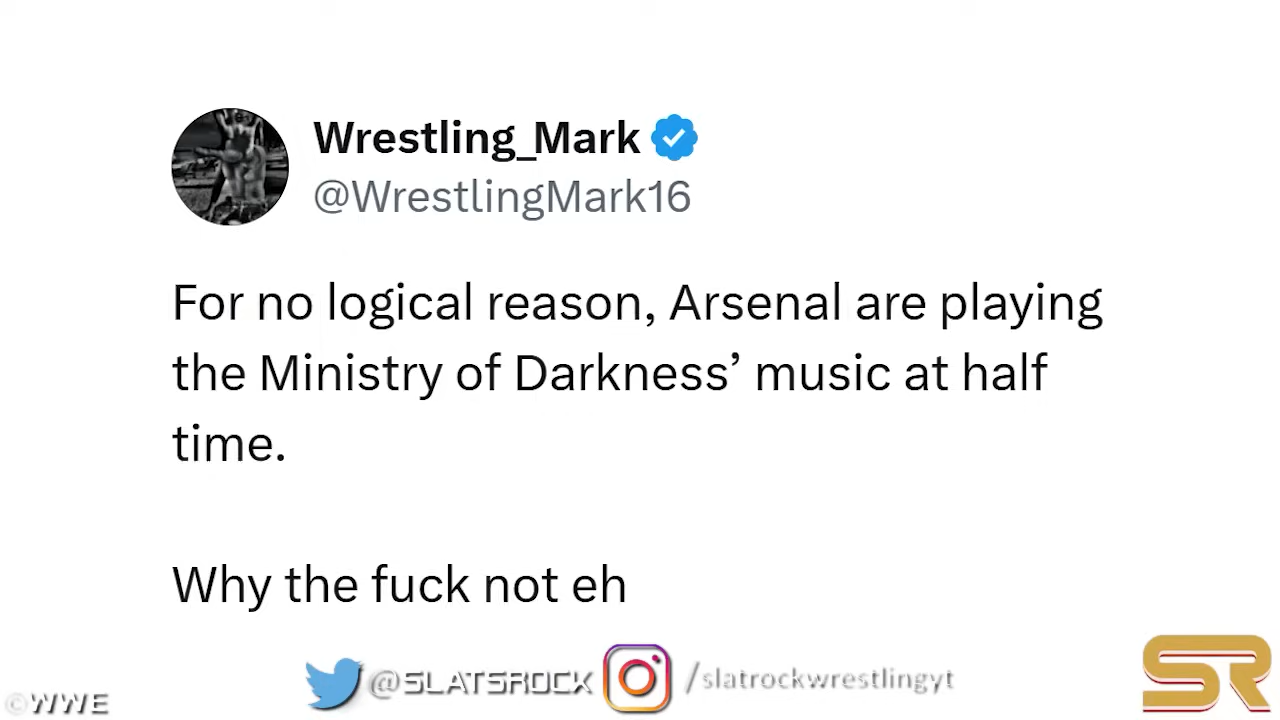 Wrestling_Mark
@WrestlingMark16
For no logical reason, Arsenal are playing
the Ministry of Darkness’ music at half
time.
Why the fuck not eh
@SLATSROCK /slatrockwrestlingyt
SR
©WWE